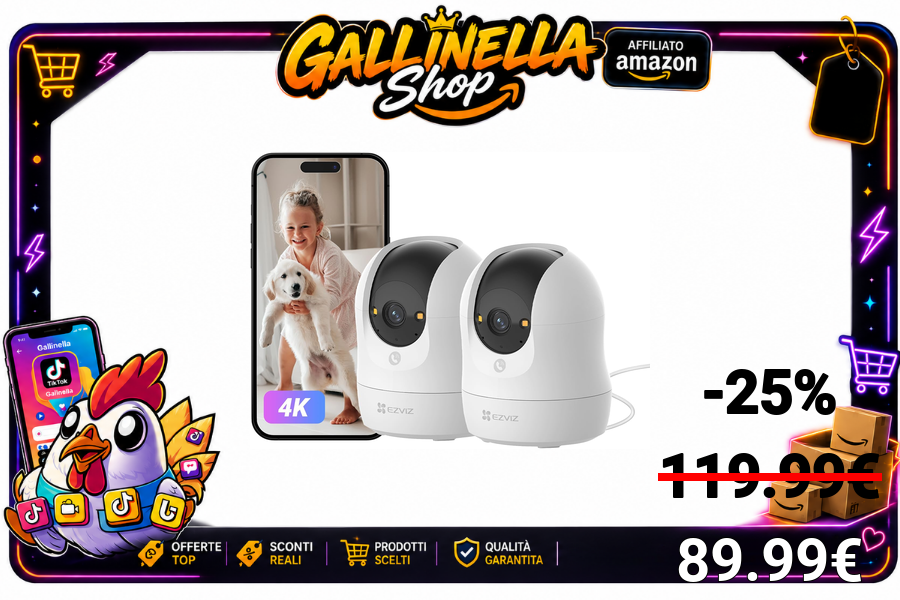 GALLINELLA
Shop
AFFILIATO
amazon
4K
EZVIZ
EZVIZ
Gallinella
TikTok
Gallinella
-25%
119.99€
89.99€
OFFERTE
TOP
SCONTI
REALI
PRODOTTI
SCELTI
QUALITÀ
GARANTITA